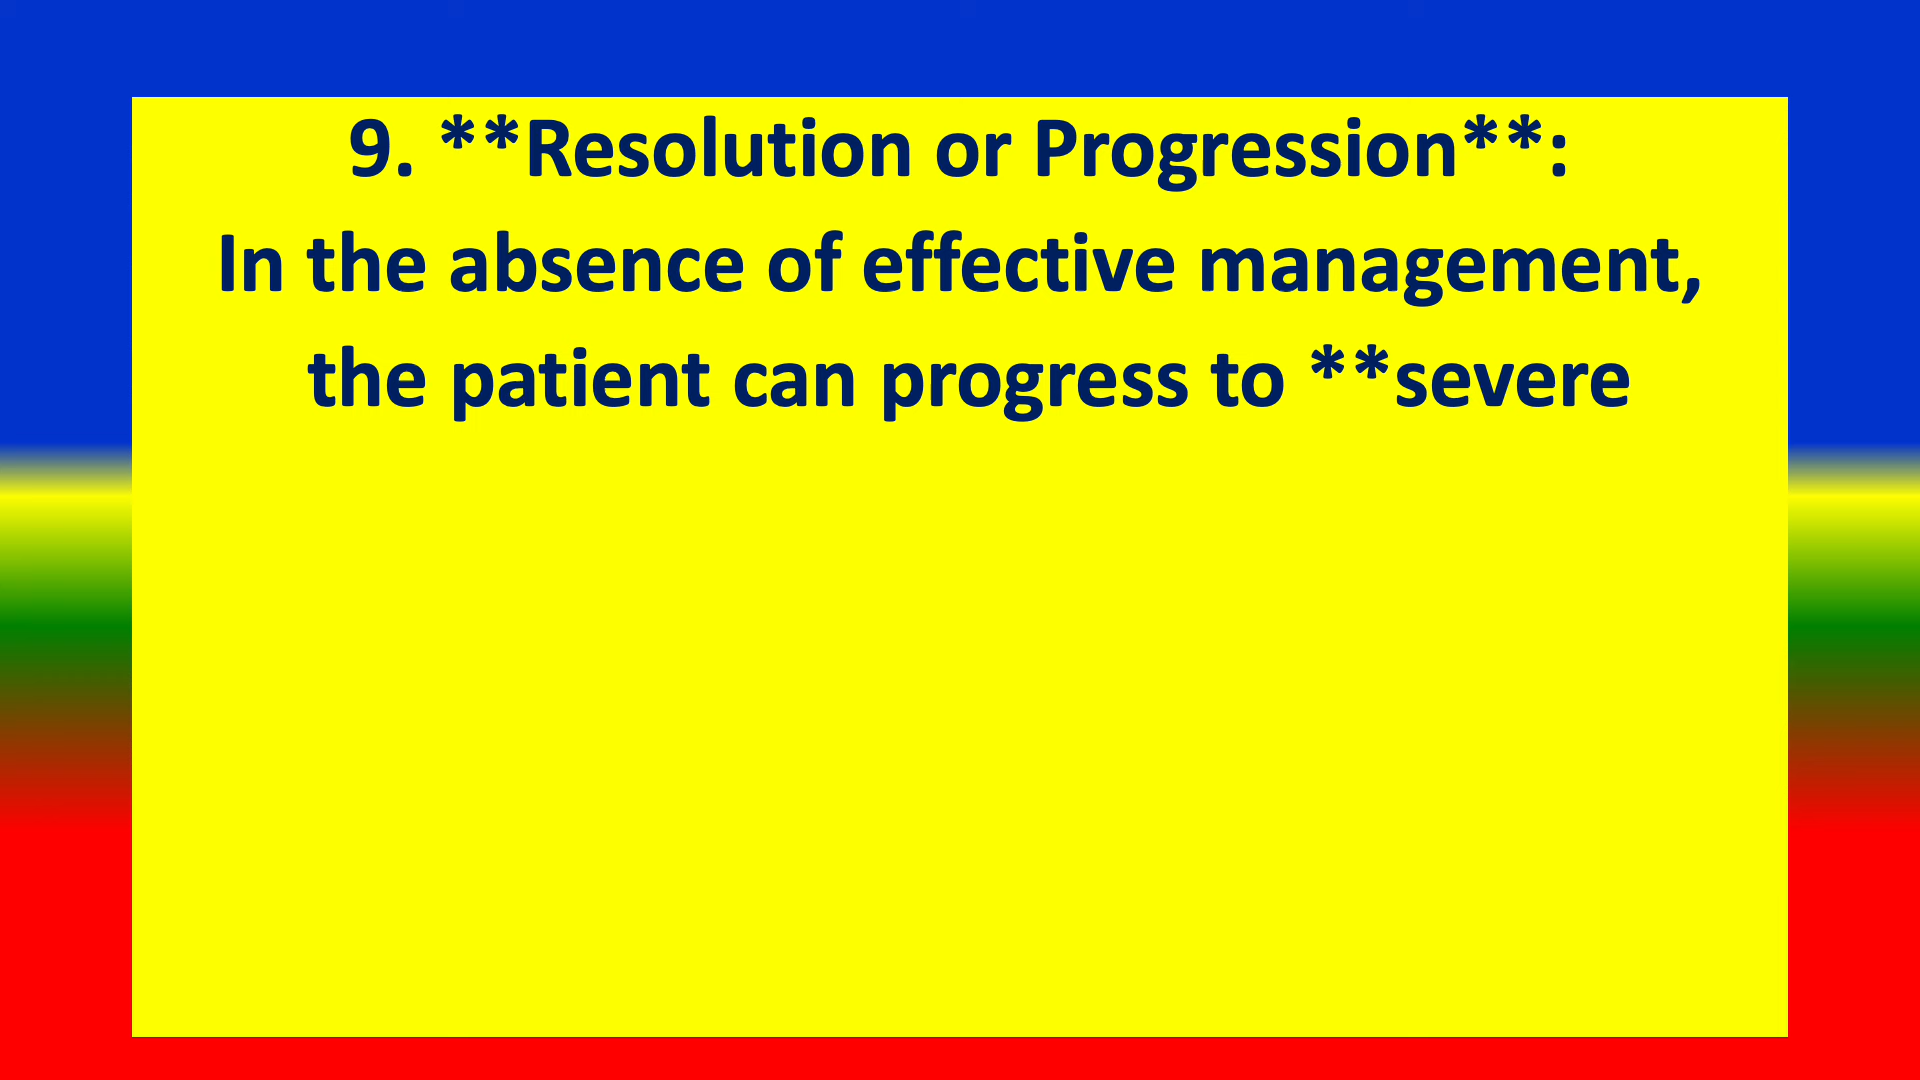 9. **Resolution or Progression**:
In the absence of effective management,
the patient can progress to **severe